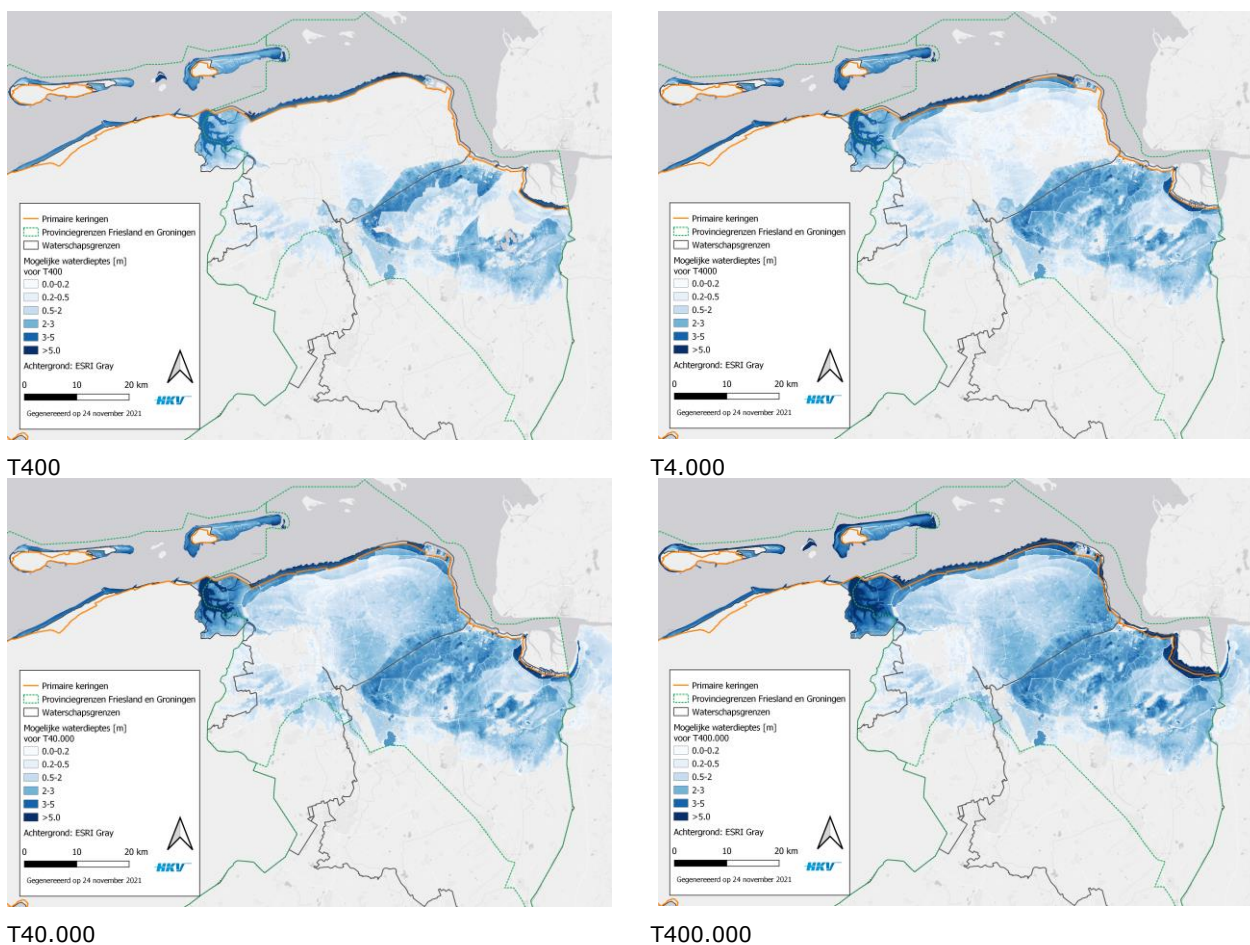 Primaire keringen
Provinciegrenzen Friesland en Groningen
Waterschapsgrenzen
Mogelijke waterdieptes [m]
voor T400
0.0-0.2
0.2-0.5
0.5-2
2-3
3-5
>5.0
Achtergrond: ESRI Gray
0 10 20 km
HKV
Gegenereerd op 24 november 2021
T400
Primaire keringen
Provinciegrenzen Friesland en Groningen
Waterschapsgrenzen
Mogelijke waterdieptes [m]
voor T4000
0.0-0.2
0.2-0.5
0.5-2
2-3
3-5
>5.0
Achtergrond: ESRI Gray
0 10 20 km
HKV
Gegenereerd op 24 november 2021
T4.000
Primaire keringen
Provinciegrenzen Friesland en Groningen
Waterschapsgrenzen
Mogelijke waterdieptes [m]
voor T40.000
0.0-0.2
0.2-0.5
0.5-2
2-3
3-5
>5.0
Achtergrond: ESRI Gray
0 10 20 km
HKV
Gegenereerd op 24 november 2021
T40.000
Primaire keringen
Provinciegrenzen Friesland en Groningen
Waterschapsgrenzen
Mogelijke waterdieptes [m]
voor T400.000
0.0-0.2
0.2-0.5
0.5-2
2-3
3-5
>5.0
Achtergrond: ESRI Gray
0 10 20 km
HKV
Gegenereerd op 24 november 2021
T400.000